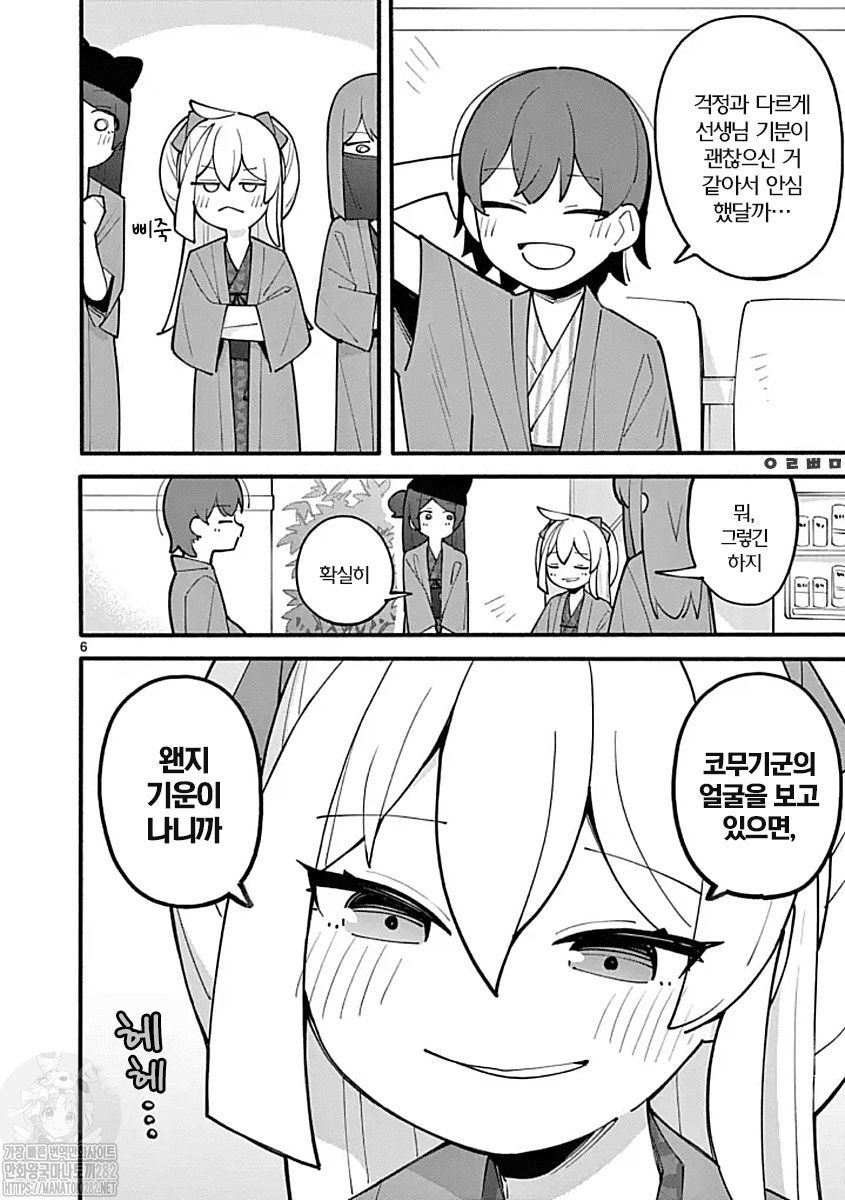 걱정과 다르게
선생님 기분이
괜찮으신 거
같아서 안심
했달까…
삐죽
뭐,
그렇긴
하지
확실히
6
코무기군의
얼굴을 보고
있으면,
왠지
기운이
나니까
헤헤…
가장 빠른 번역만화사이트
만화왕국마나토끼282
HTTPS://MANATOKI282.NET